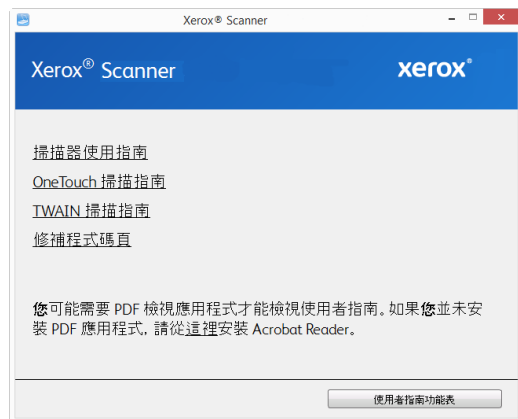 Xerox® Scanner
Xerox® Scanner
xerox®
掃描器使用指南
OneTouch 掃描指南
TWAIN 掃描指南
修補程式碼頁
您可能需要 PDF 檢視應用程式才能檢視使用者指南。如果您並未安
裝 PDF 應用程式, 請從這裡安裝 Acrobat Reader。
使用者指南功能表